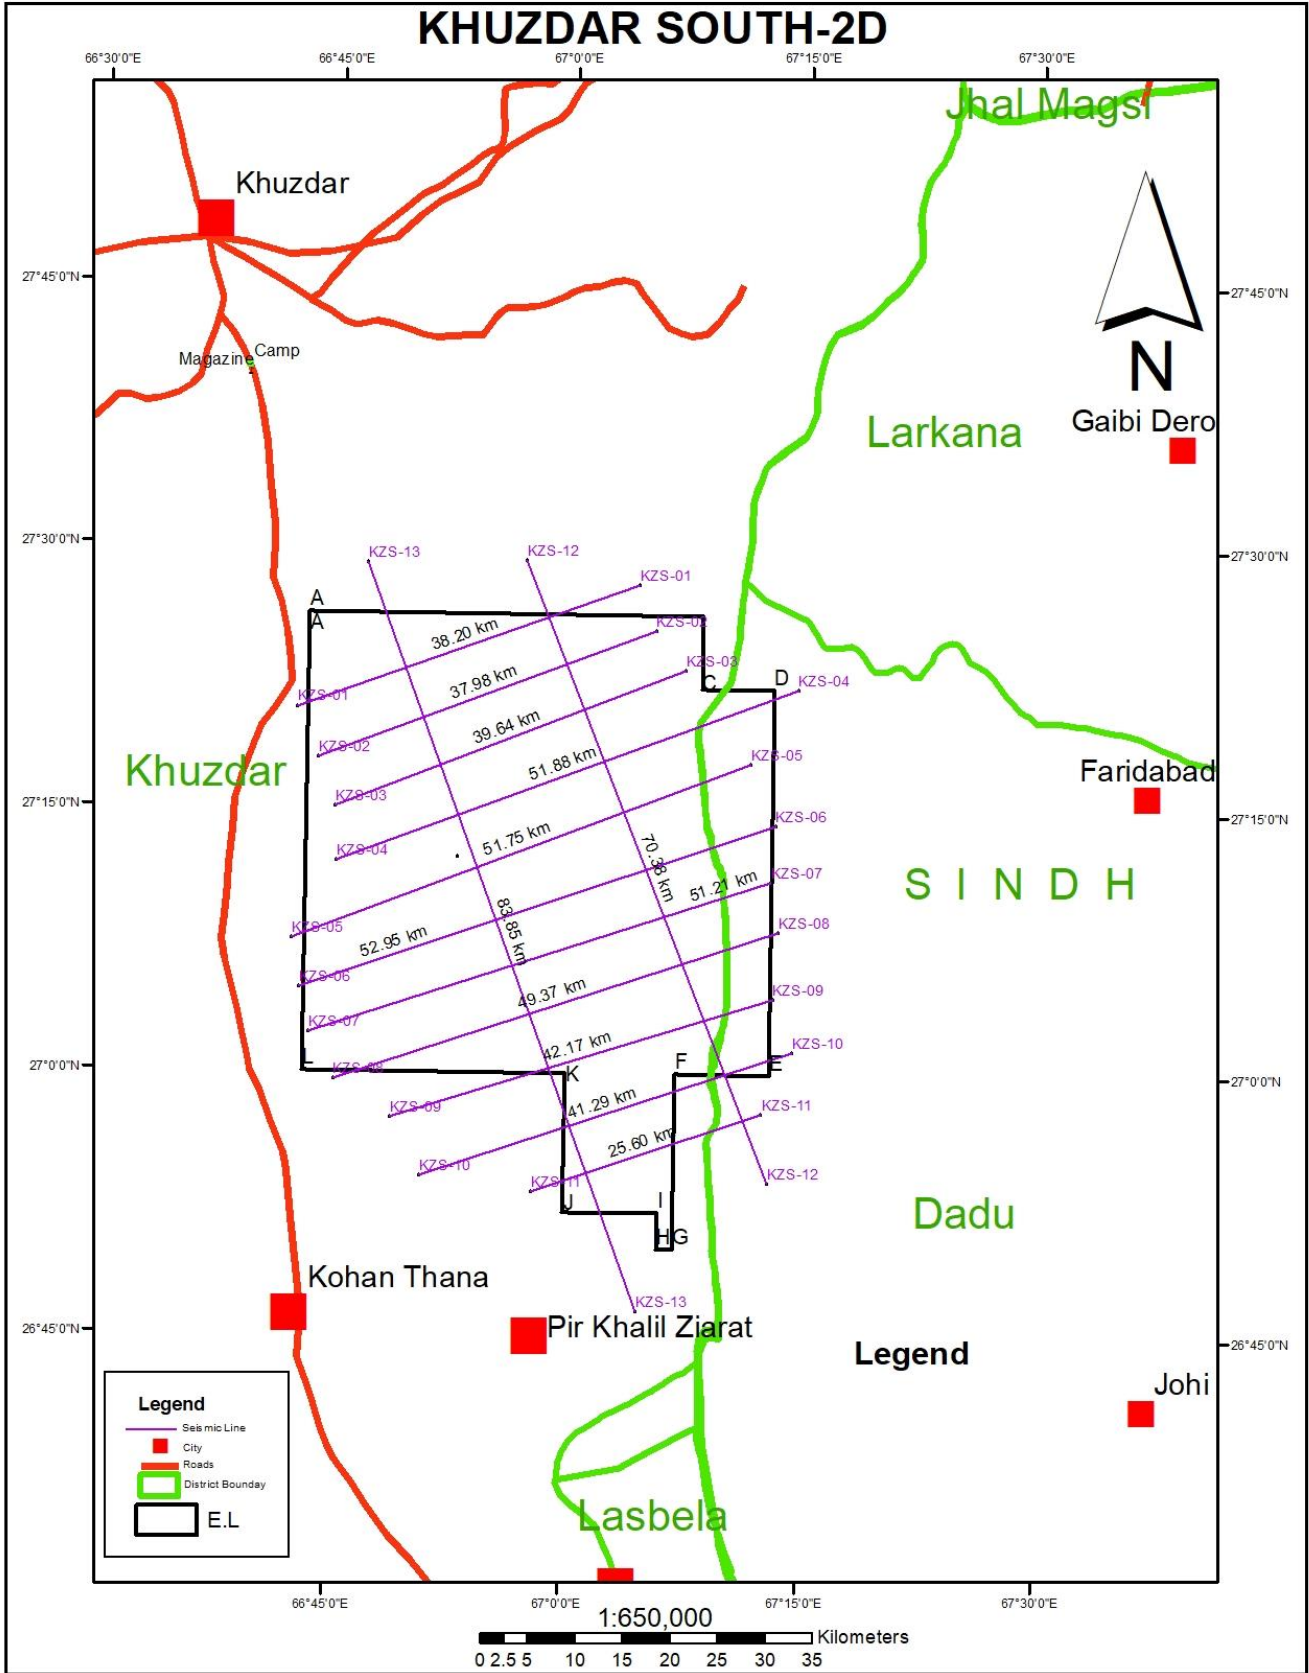 KHUZDAR SOUTH-2D
66°30'0"E 66°45'0"E 67°0'0"E 67°15'0"E 67°30'0"E
Jhal Magsi
Khuzdar
27°45'0"N
27°45'0"N
Magazine Camp
N
Gaibi Dero
Larkana
27°30'0"N
27°30'0"N
KZS-13
KZS-12
KZS-01
A
A
38.20 km
KZS-02
KZS-03
37.98 km
C
D
KZS-04
KZS-01
39.64 km
KZS-02
51.88 km
KZS-05
Khuzdar
Faridabad
KZS-03
27°15'0"N
27°15'0"N
KZS-06
51.75 km
KZS-04
70.38 km
KZS-07
51.21 km
SINDH
83.85 km
KZS-05
KZS-08
52.95 km
KZS-06
KZS-09
49.37 km
KZS-07
42.17 km
KZS-10
27°0'0"N
L
KZS-08
K
F
E
27°0'0"N
KZS-09
41.29 km
KZS-11
25.60 km
KZS-10
KZS-12
KZS-11
J
I
Dadu
HG
Kohan Thana
KZS-13
26°45'0"N
Pir Khalil Ziarat
26°45'0"N
Legend
Johi
Legend
Seismic Line
City
Roads
District Bounday
E.L
Lasbela
66°45'0"E 67°0'0"E 67°15'0"E 67°30'0"E
1:650,000
Kilometers
0 2.5 5 10 15 20 25 30 35